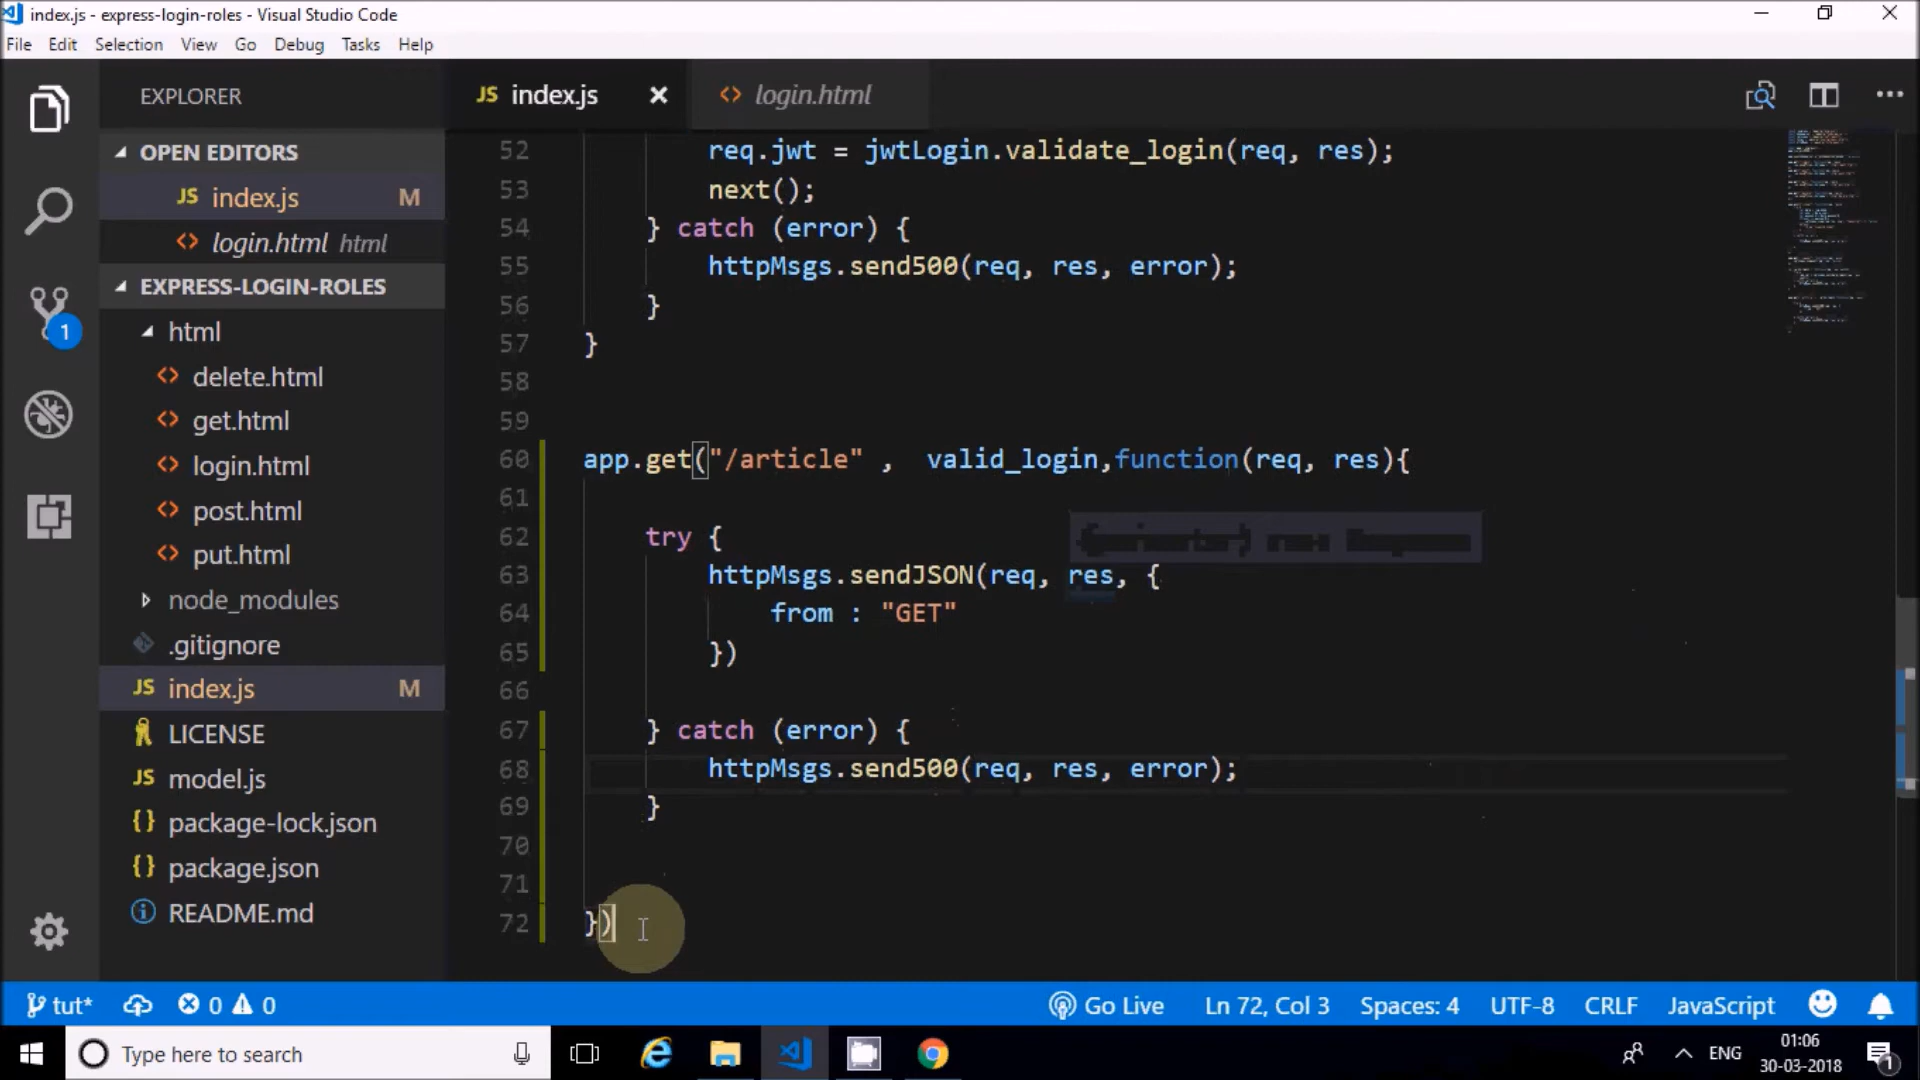 index.js - express-login-roles - Visual Studio Code
File Edit Selection View Go Debug Tasks Help
EXPLORER
JS index.js
login.html
OPEN EDITORS
JS index.js M
login.html html
EXPRESS-LOGIN-ROLES
html
delete.html
get.html
login.html
post.html
put.html
node_modules
.gitignore
JS index.js M
LICENSE
JS model.js
{} package-lock.json
{} package.json
README.md
1
52 req.jwt = jwtLogin.validate_login(req, res);
53 next();
54 } catch (error) {
55 httpMsgs.send500(req, res, error);
56 }
57 }
58
59
60 app.get("/article" , valid_login,function(req, res){
61
62 try {
63 httpMsgs.sendJSON(req, res, {
64 from : "GET"
65 })
66
67 } catch (error) {
68 httpMsgs.send500(req, res, error);
69 }
70
71
72 })
tut* 0 0 Go Live Ln 72, Col 3 Spaces: 4 UTF-8 CRLF JavaScript
Type here to search
ENG
01:06
30-03-2018
1